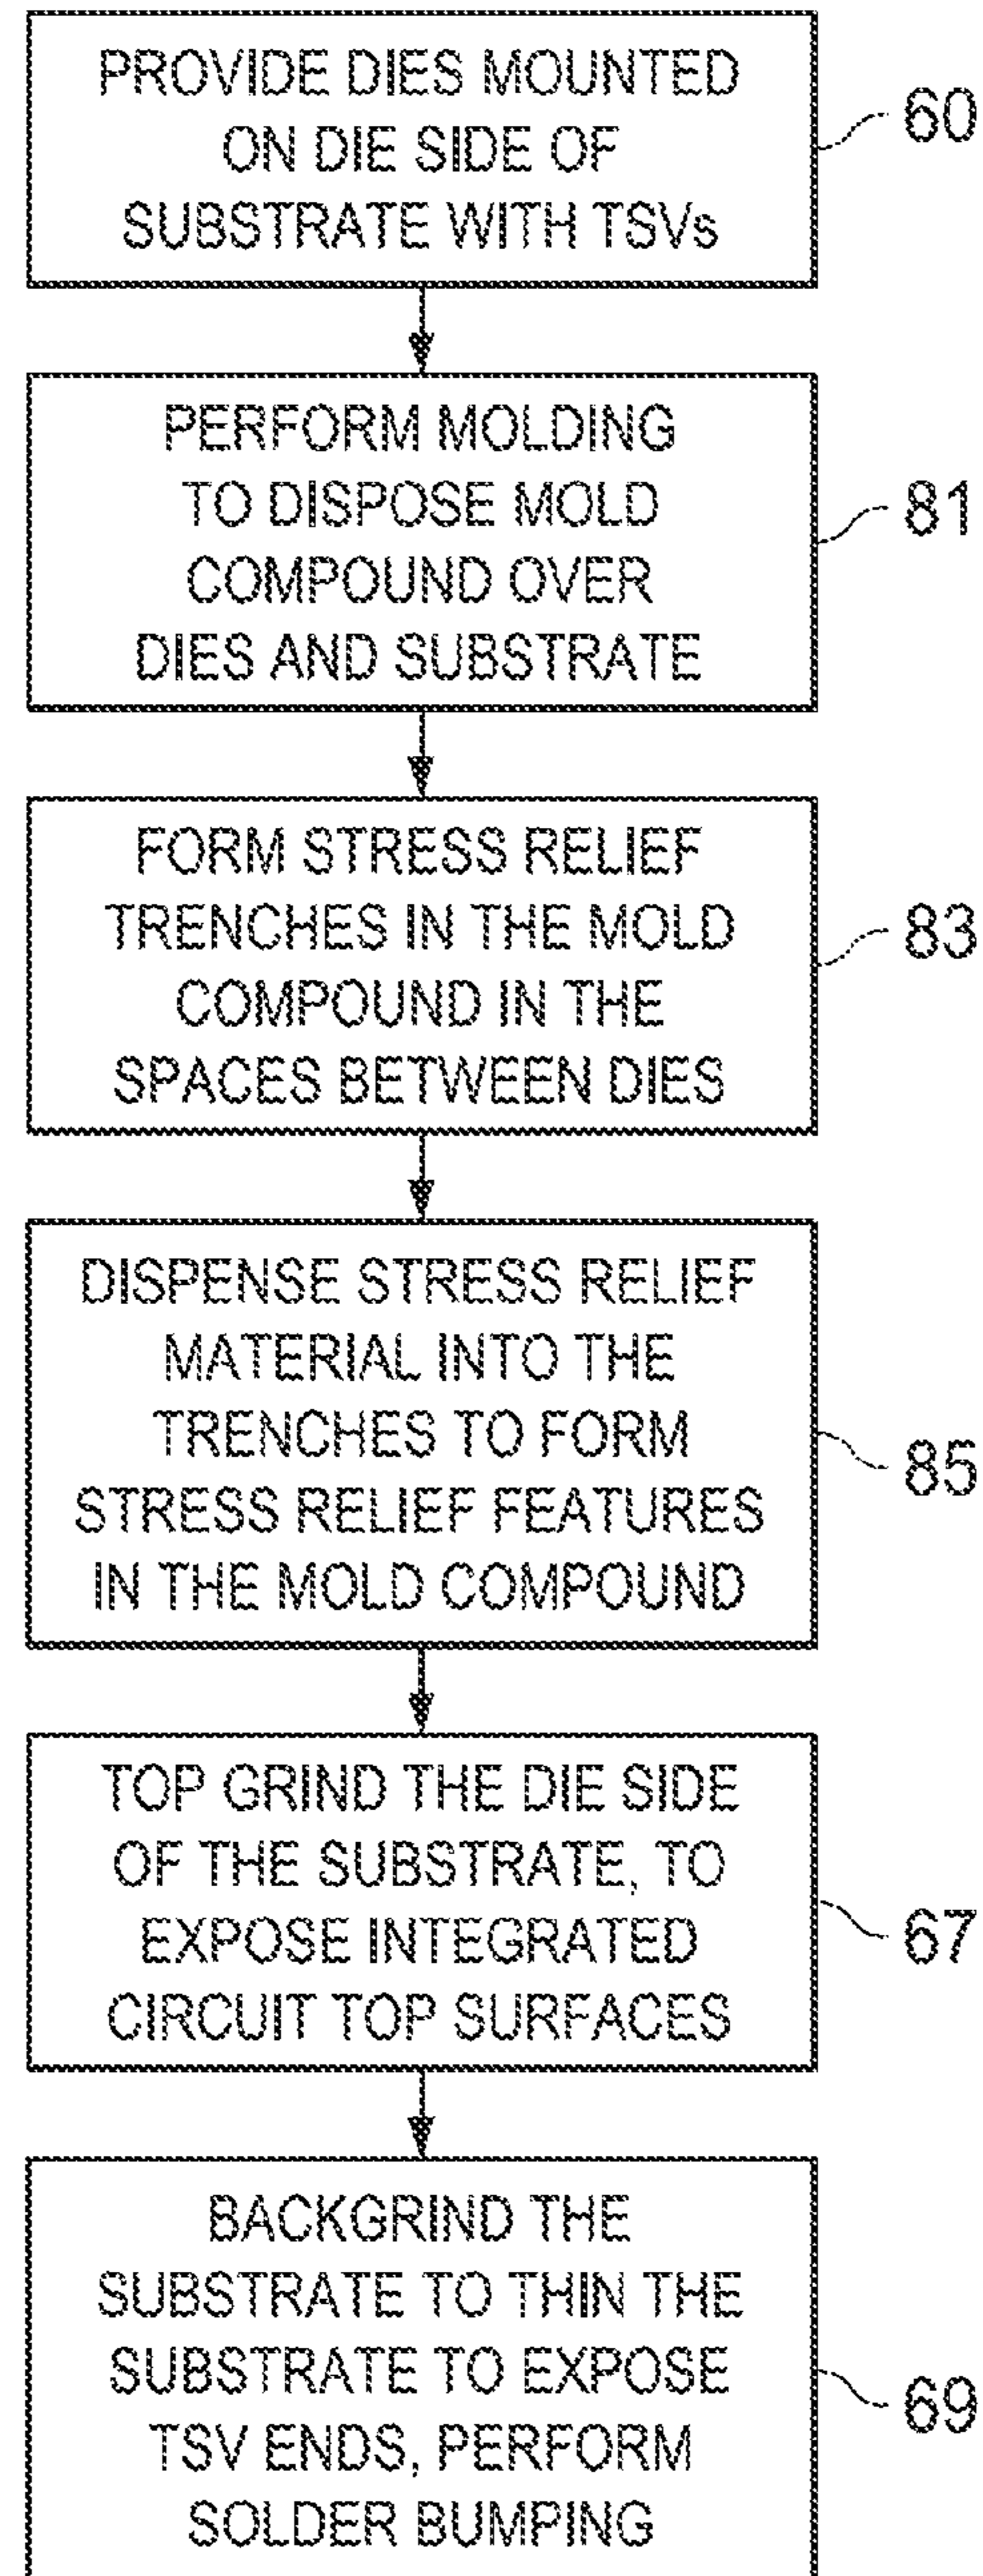 PROVIDE DIES MOUNTED
ON DIE SIDE OF
SUBSTRATE WITH TSVs
60
PERFORM MOLDING
TO DISPOSE MOLD
COMPOUND OVER
DIES AND SUBSTRATE
81
FORM STRESS RELIEF
TRENCHES IN THE MOLD
COMPOUND IN THE
SPACES BETWEEN DIES
83
DISPENSE STRESS RELIEF
MATERIAL INTO THE
TRENCHES TO FORM
STRESS RELIEF FEATURES
IN THE MOLD COMPOUND
85
TOP GRIND THE DIE SIDE
OF THE SUBSTRATE, TO
EXPOSE INTEGRATED
CIRCUIT TOP SURFACES
67
BACKGRIND THE
SUBSTRATE TO THIN THE
SUBSTRATE TO EXPOSE
TSV ENDS, PERFORM
SOLDER BUMPING
69